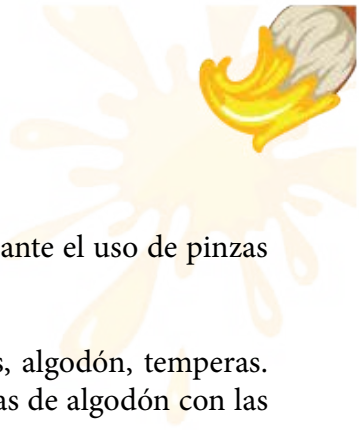 ante el uso de pinzas
s, algodón, temperas.
as de algodón con las